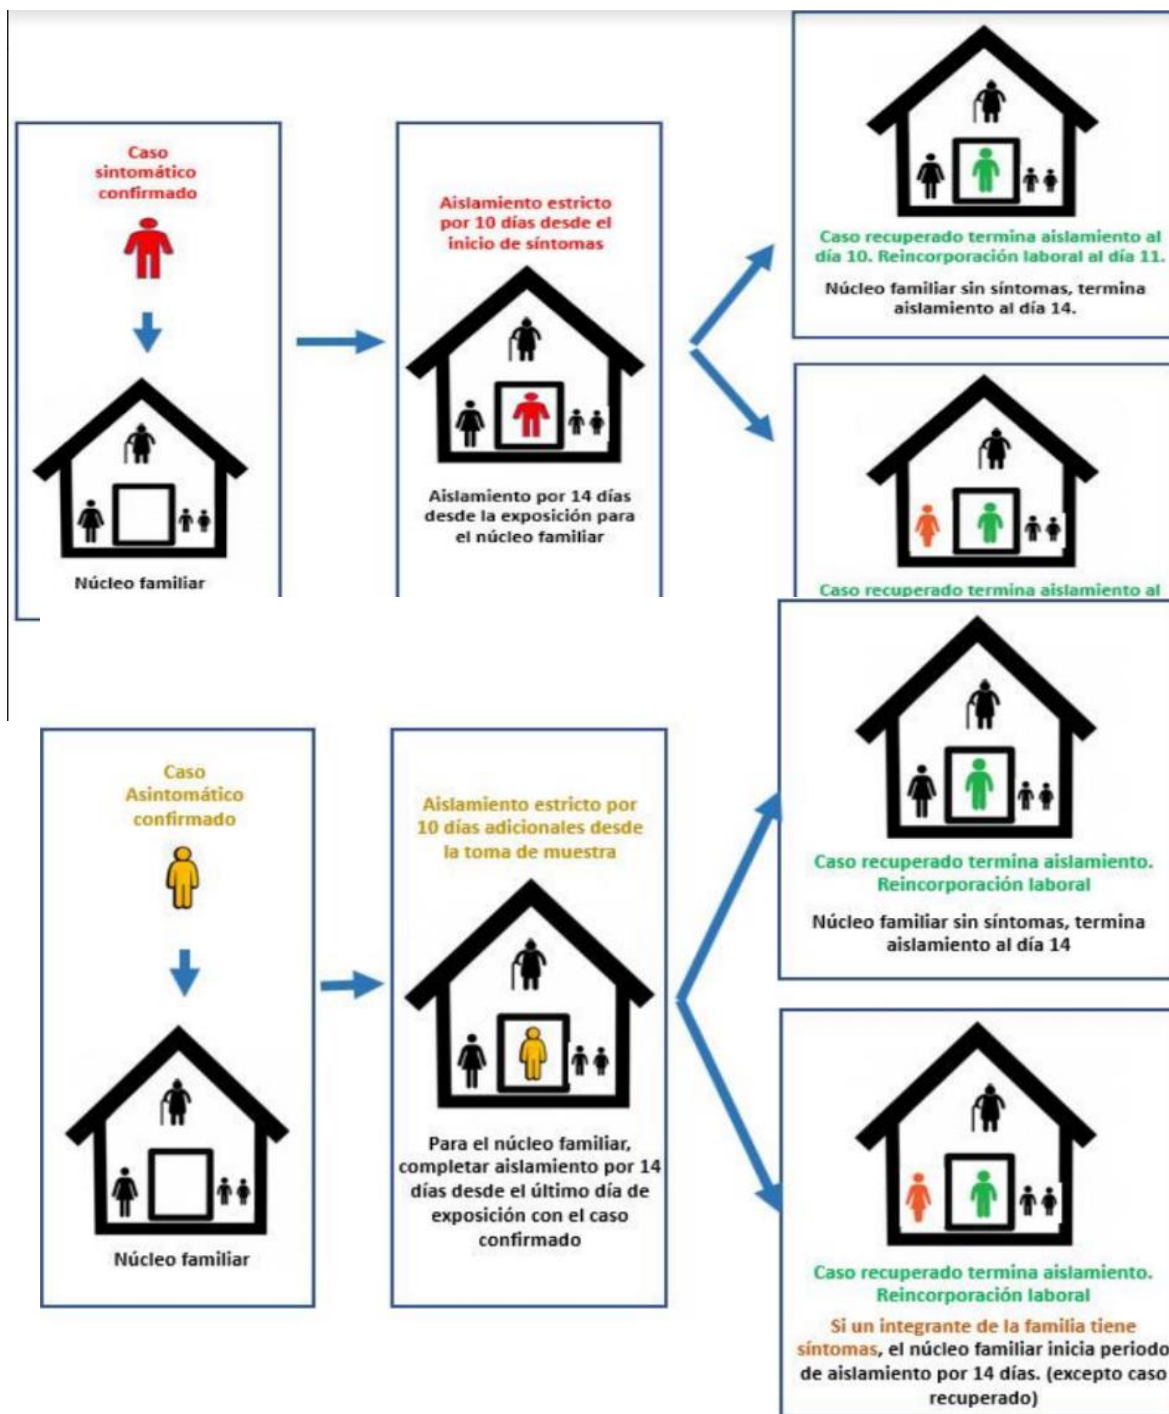 Caso
sintomático
confirmado
Núcleo familiar
Aislamiento estricto
por 10 días desde el
inicio de síntomas
Aislamiento por 14 días
desde la exposición para
el núcleo familiar
Caso recuperado termina aislamiento al
día 10. Reincorporación laboral al día 11.
Núcleo familiar sin síntomas, termina
aislamiento al día 14.
Caso recuperado termina aislamiento al
Caso
Asintomático
confirmado
Núcleo familiar
Aislamiento estricto por
10 días adicionales desde
la toma de muestra
Para el núcleo familiar,
completar aislamiento por 14
días desde el último día de
exposición con el caso
confirmado
Caso recuperado termina aislamiento.
Reincorporación laboral
Núcleo familiar sin síntomas, termina
aislamiento al día 14
Caso recuperado termina aislamiento.
Reincorporación laboral
Si un integrante de la familia tiene
síntomas, el núcleo familiar inicia periodo
de aislamiento por 14 días. (excepto caso
recuperado)